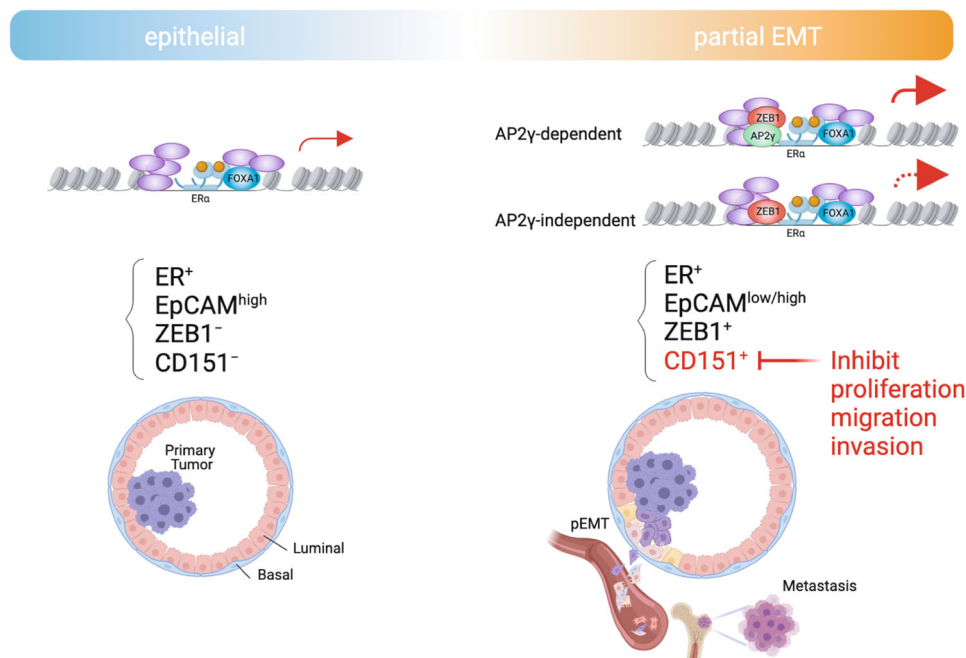 epithelial
partial EMT
FOXA1
ERα
AP2γ-dependent
ZEB1
AP2γ
FOXA1
ERα
AP2γ-independent
ZEB1
FOXA1
ERα
ER⁺
EpCAMʰⁱᵍʰ
ZEB1⁻
CD151⁻
ER⁺
EpCAMˡᵒʷ/ʰⁱᵍʰ
ZEB1⁺
CD151⁺
Inhibit
proliferation
migration
invasion
Primary
Tumor
Luminal
Basal
pEMT
Metastasis